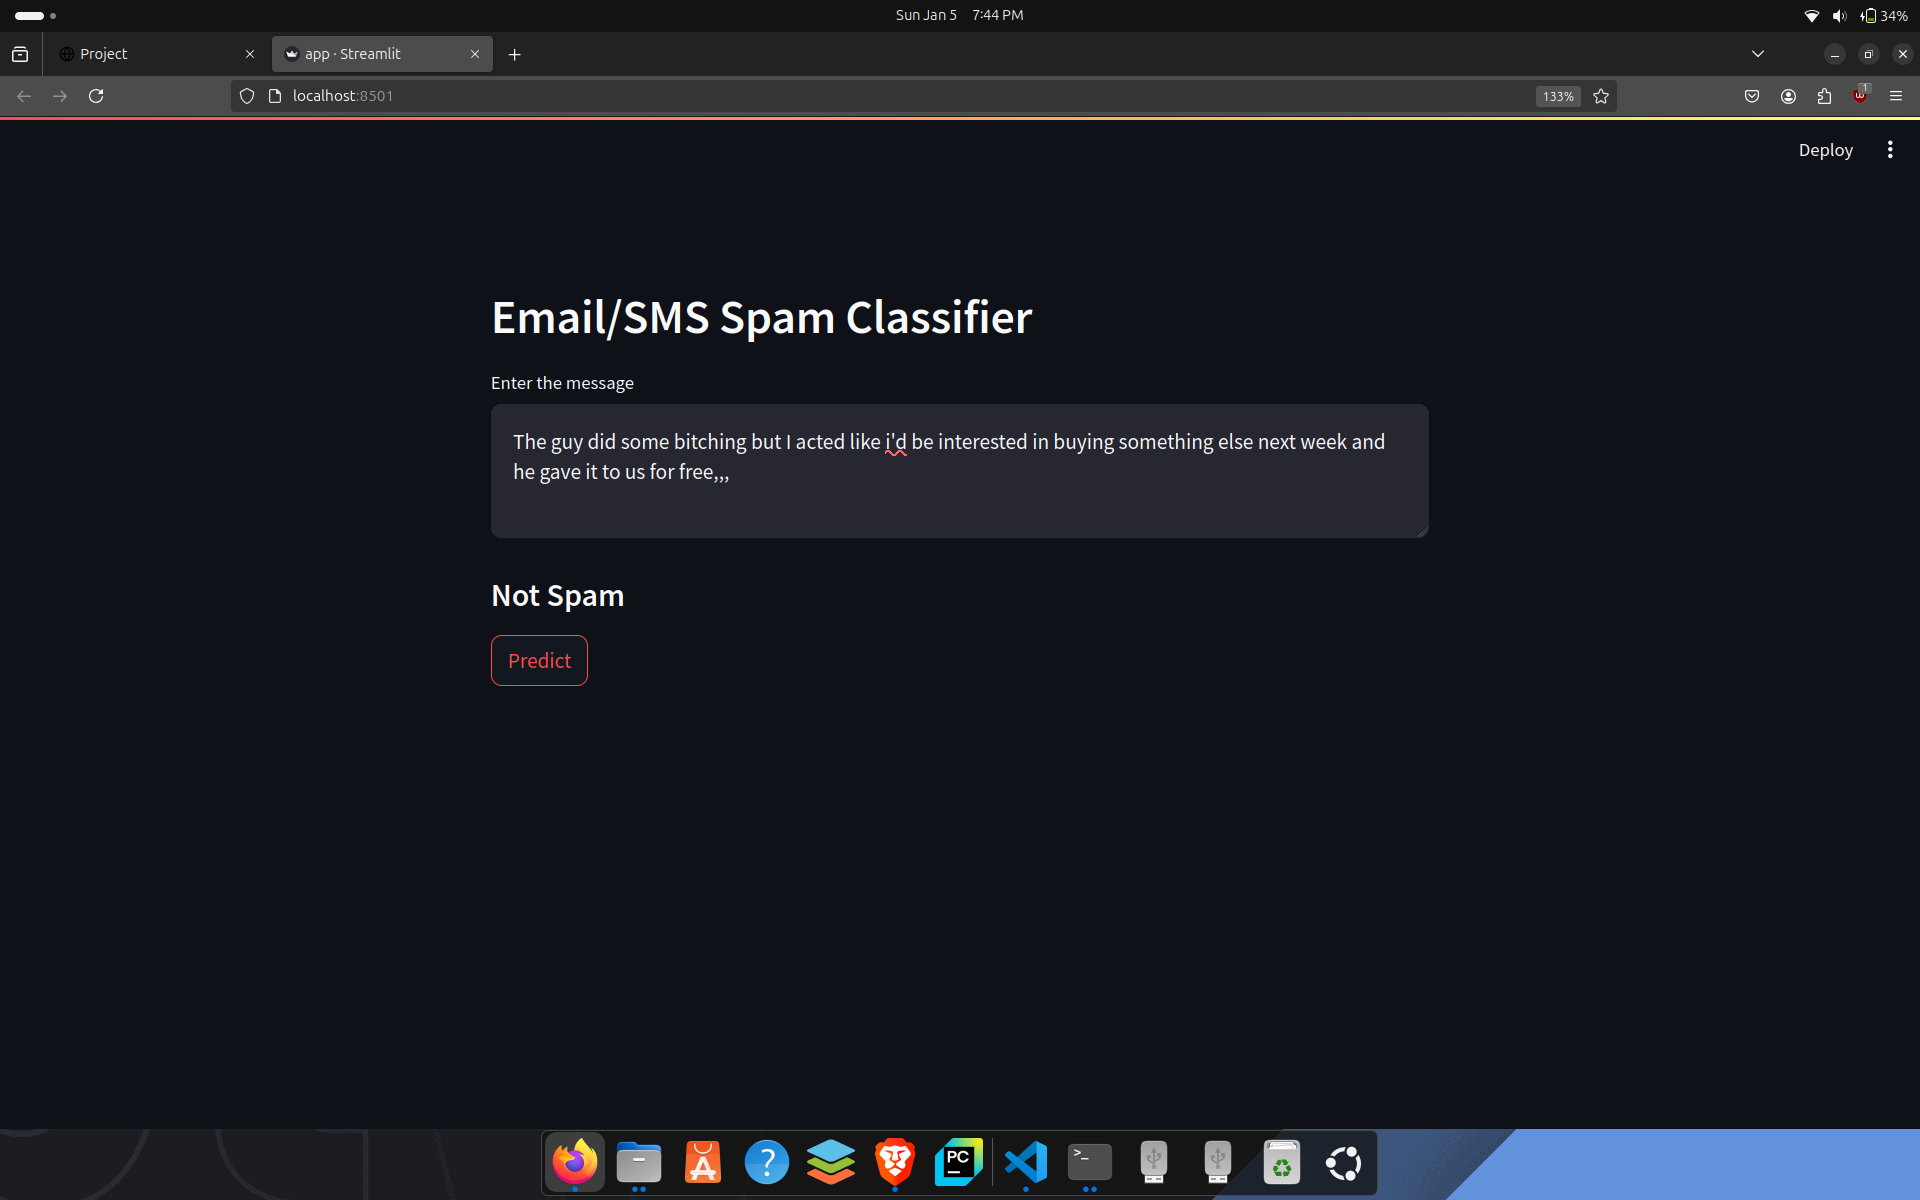 Sun Jan 5 7:44 PM
34%
Project
app · Streamlit
localhost:8501
133%
1
Deploy
Email/SMS Spam Classifier
Enter the message
The guy did some bitching but I acted like i'd be interested in buying something else next week and
he gave it to us for free,,,
Not Spam
Predict
?
PC
>_